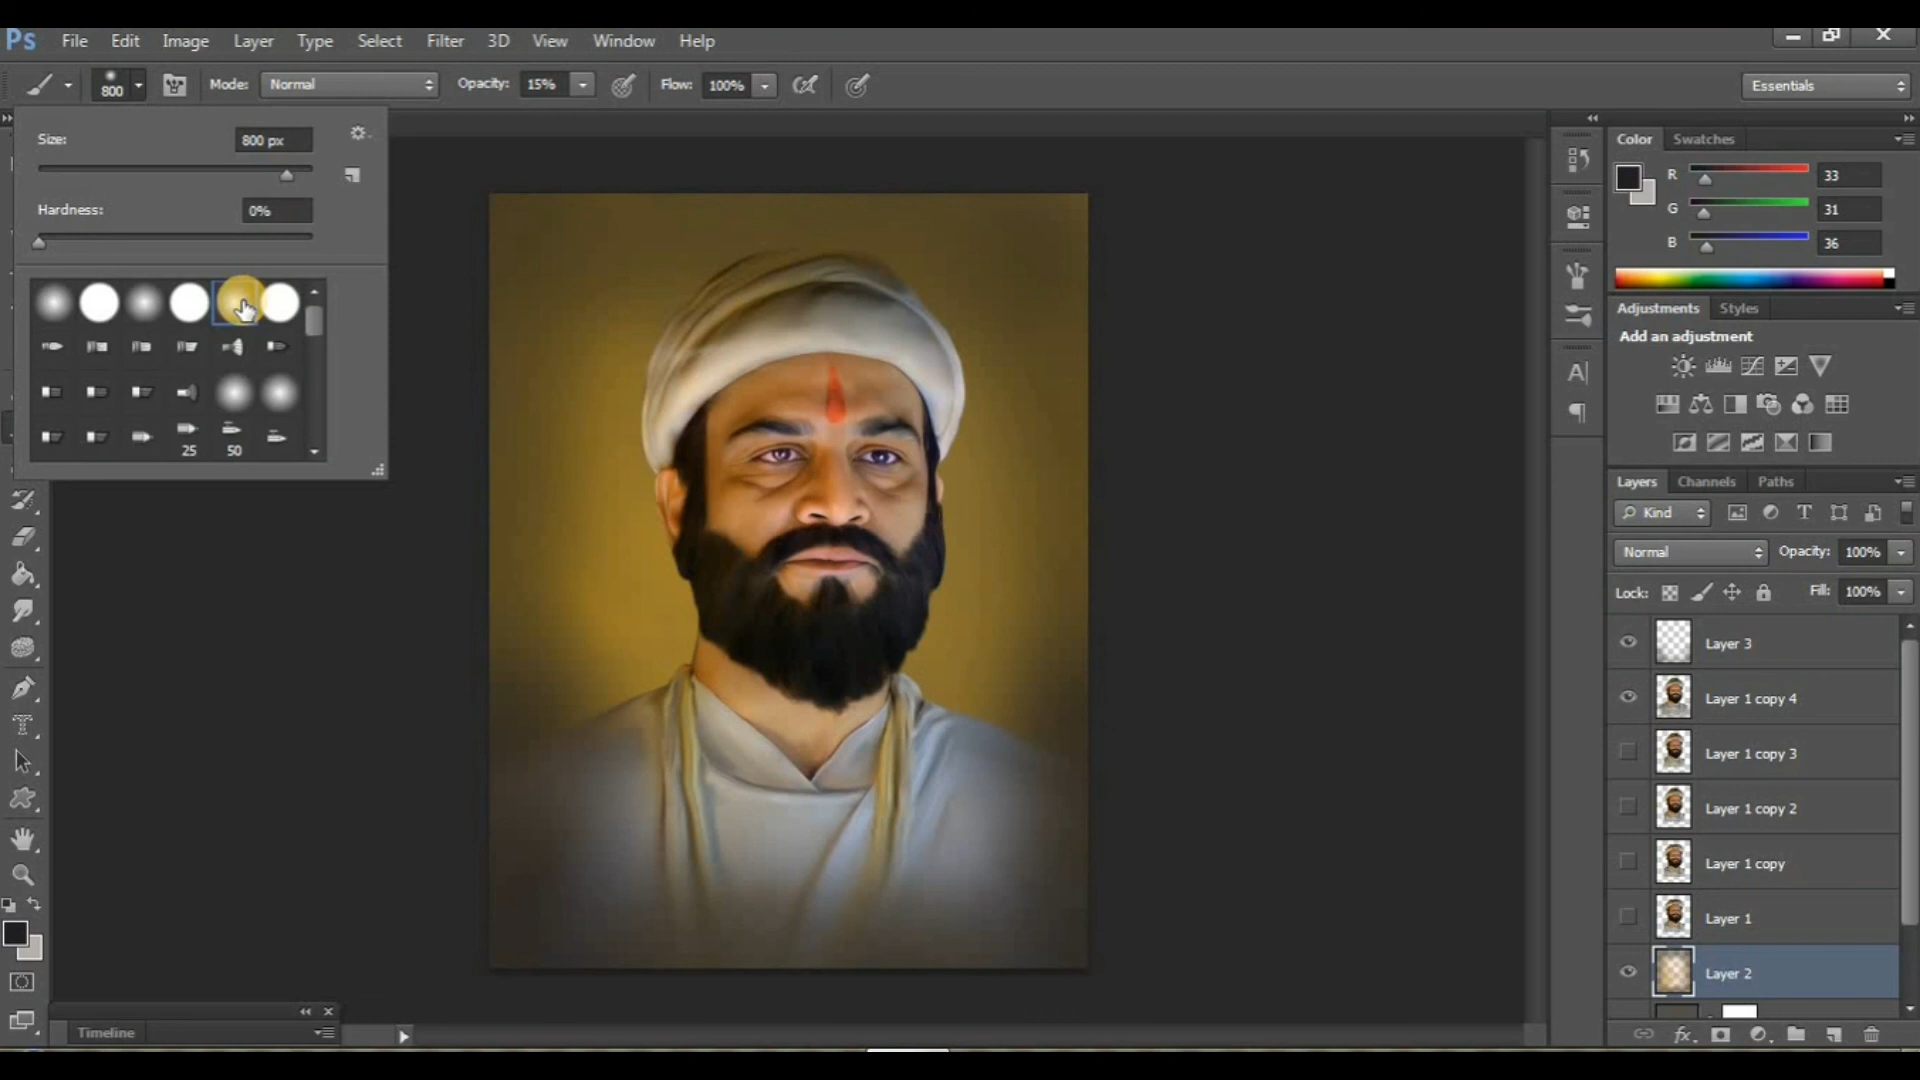 Ps File Edit Image Layer Type Select Filter 3D View Window Help
800 Mode: Normal Opacity: 15% Flow: 100% Essentials
Size: 800 px
Hardness: 0%
25 50
Color Swatches
R 33
G 31
B 36
Adjustments Styles
Add an adjustment
Layers Channels Paths
Kind
Normal Opacity: 100%
Lock: Fill: 100%
Layer 3
Layer 1 copy 4
Layer 1 copy 3
Layer 1 copy 2
Layer 1 copy
Layer 1
Layer 2
Timeline